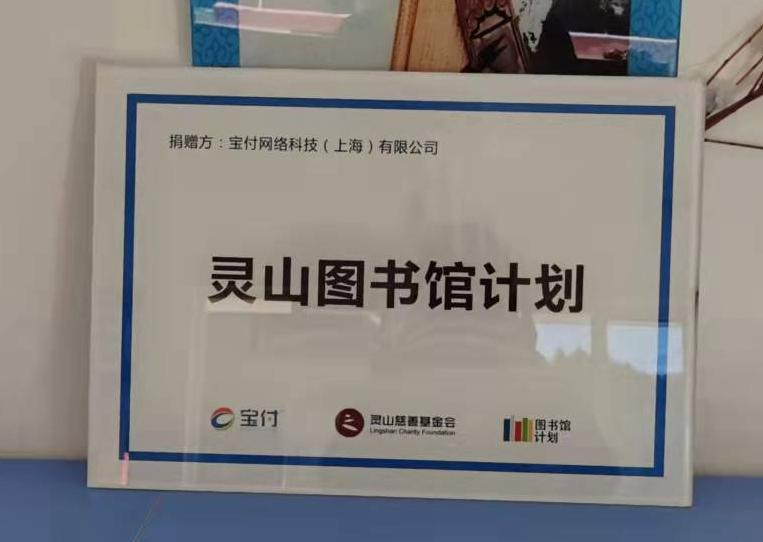 捐赠方：宝付网络科技（上海）有限公司
灵山图书馆计划
宝付
灵山慈善基金会
Lingshan Charity Foundation
图书馆
计划